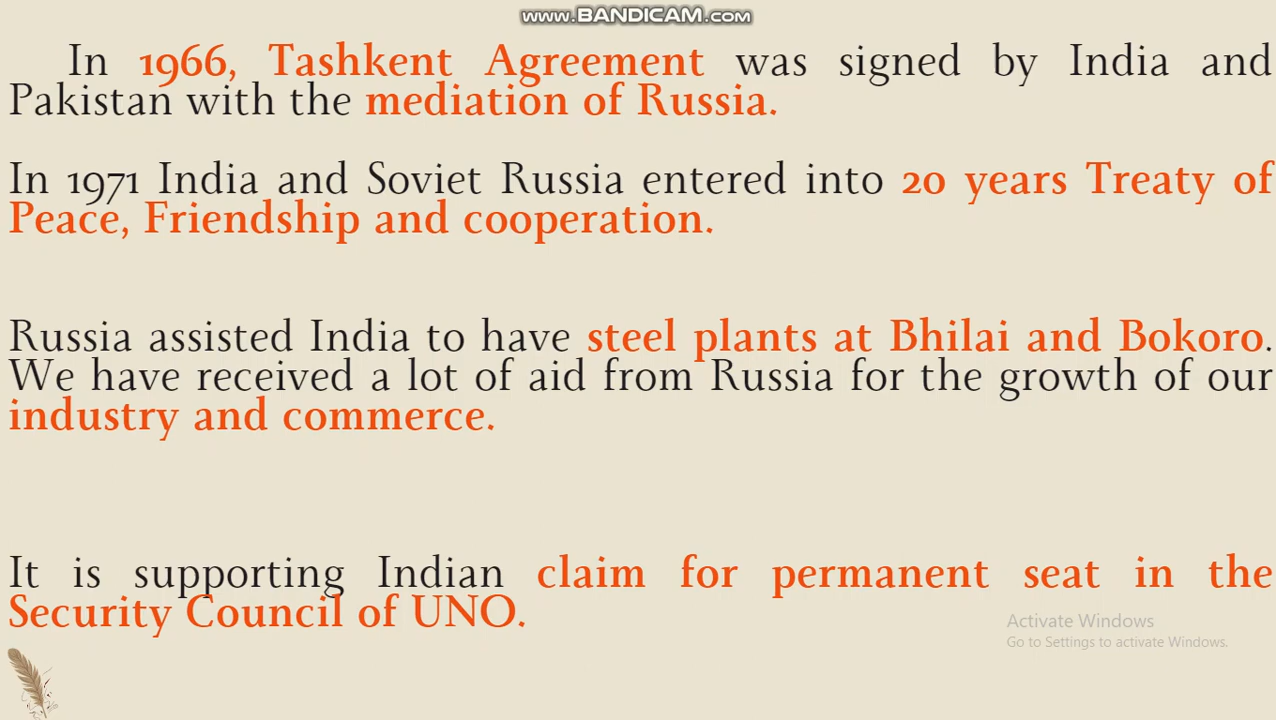 www.BANDICAM.com
In 1966, Tashkent Agreement was signed by India and
Pakistan with the mediation of Russia.
In 1971 India and Soviet Russia entered into 20 years Treaty of
Peace, Friendship and cooperation.
Russia assisted India to have steel plants at Bhilai and Bokoro.
We have received a lot of aid from Russia for the growth of our
industry and commerce.
It is supporting Indian claim for permanent seat in the
Security Council of UNO.
Activate Windows
Go to Settings to activate Windows.